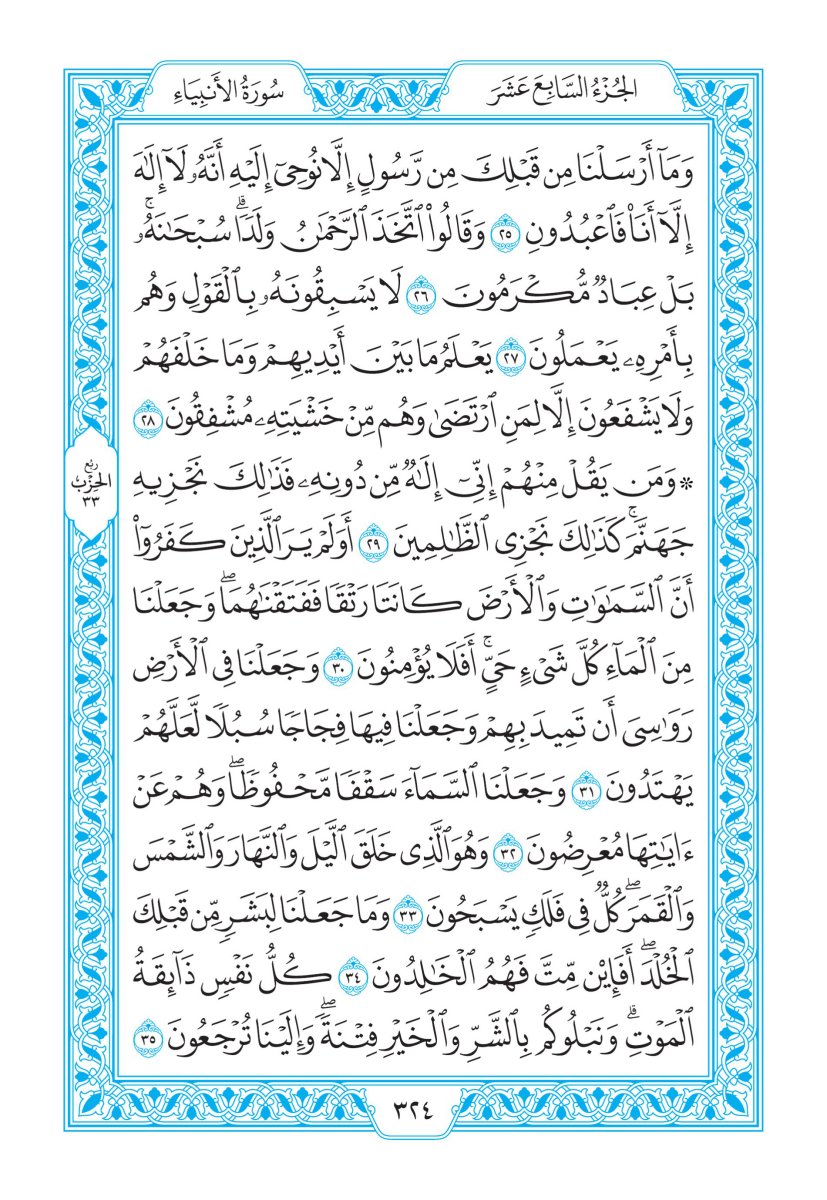 الجُزْءُ السَّابِعَ عَشَرَ
سُورَةُ الأَنبِيَاءِ
وَمَآ أَرۡسَلۡنَا مِن قَبۡلِكَ مِن رَّسُولٍ إِلَّا نُوحِيٓ إِلَيۡهِ أَنَّهُۥ لَآ إِلَٰهَ
إِلَّآ أَنَا۠ فَٱعۡبُدُونِ ٢٥ وَقَالُواْ ٱتَّخَذَ ٱلرَّحۡمَٰنُ وَلَدٗاۗ سُبۡحَٰنَهُۥۚ
بَلۡ عِبَادٞ مُّكۡرَمُونَ ٢٦ لَا يَسۡبِقُونَهُۥ بِٱلۡقَوۡلِ وَهُم
بِأَمۡرِهِۦ يَعۡمَلُونَ ٢٧ يَعۡلَمُ مَا بَيۡنَ أَيۡدِيهِمۡ وَمَا خَلۡفَهُمۡ
وَلَا يَشۡفَعُونَ إِلَّا لِمَنِ ٱرۡتَضَىٰ وَهُم مِّنۡ خَشۡيَتِهِۦ مُشۡفِقُونَ ٢٨
۞ وَمَن يَقُلۡ مِنۡهُمۡ إِنِّيٓ إِلَٰهٞ مِّن دُونِهِۦ فَذَٰلِكَ نَجۡزِيهِ
جَهَنَّمَۚ كَذَٰلِكَ نَجۡزِي ٱلظَّٰلِمِينَ ٢٩ أَوَلَمۡ يَرَ ٱلَّذِينَ كَفَرُوٓاْ
أَنَّ ٱلسَّمَٰوَٰتِ وَٱلۡأَرۡضَ كَانَتَا رَتۡقٗا فَفَتَقۡنَٰهُمَاۖ وَجَعَلۡنَا
مِنَ ٱلۡمَآءِ كُلَّ شَيۡءٍ حَيٍّۚ أَفَلَا يُؤۡمِنُونَ ٣٠ وَجَعَلۡنَا فِي ٱلۡأَرۡضِ
رَوَٰسِيَ أَن تَمِيدَ بِهِمۡ وَجَعَلۡنَا فِيهَا فِجَاجٗا سُبُلٗا لَّعَلَّهُمۡ
يَهۡتَدُونَ ٣١ وَجَعَلۡنَا ٱلسَّمَآءَ سَقۡفٗا مَّحۡفُوظٗاۖ وَهُمۡ عَنۡ
ءَايَٰتِهَا مُعۡرِضُونَ ٣٢ وَهُوَ ٱلَّذِي خَلَقَ ٱلَّيۡلَ وَٱلنَّهَارَ وَٱلشَّمۡسَ
وَٱلۡقَمَرَۖ كُلّٞ فِي فَلَكٖ يَسۡبَحُونَ ٣٣ وَمَا جَعَلۡنَا لِبَشَرٖ مِّن قَبۡلِكَ
ٱلۡخُلۡدَۖ أَفَإِيْن مِّتَّ فَهُمُ ٱلۡخَٰلِدُونَ ٣٤ كُلُّ نَفۡسٖ ذَآئِقَةُ
ٱلۡمَوۡتِۗ وَنَبۡلُوكُم بِٱلشَّرِّ وَٱلۡخَيۡرِ فِتۡنَةٗۖ وَإِلَيۡنَا تُرۡجَعُونَ ٣٥
رُبع
الحِزْب
٣٣
٣٢٤